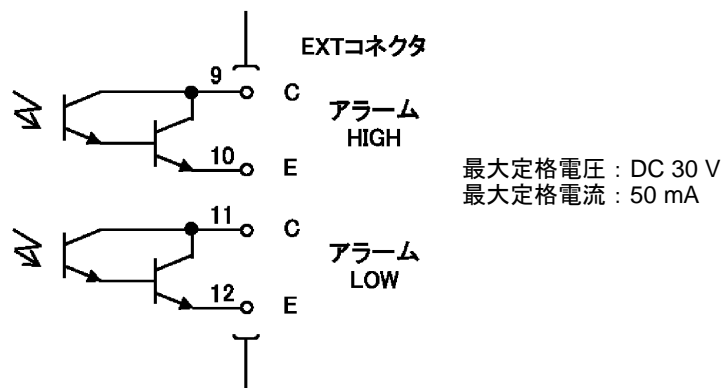 EXTコネクタ
9 C
アラーム
HIGH
10 E
最大定格電圧：DC 30 V
最大定格電流：50 mA
11 C
アラーム
LOW
12 E